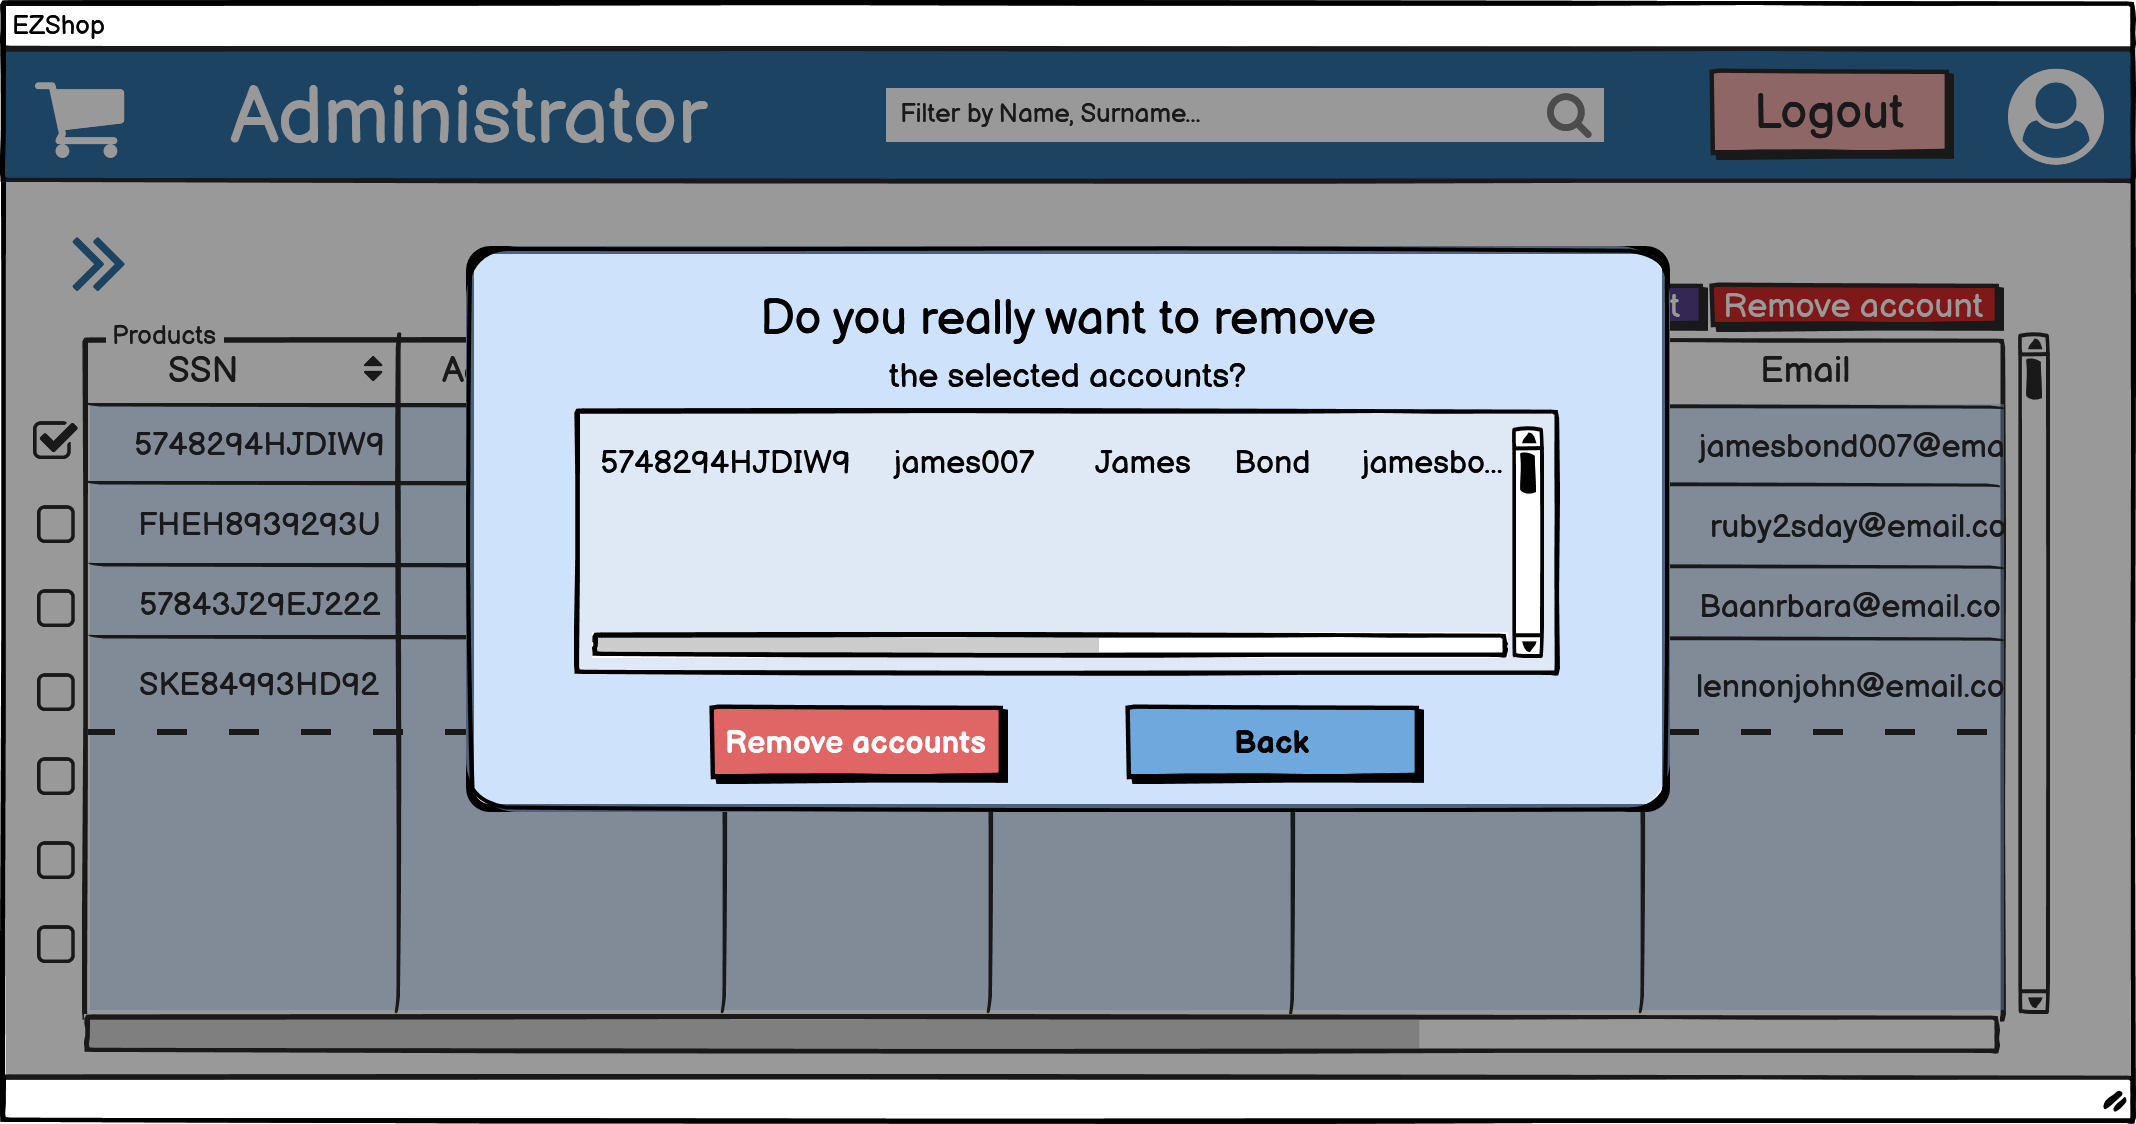 EZShop
Administrator
Filter by Name, Surname...
Logout
t
Remove account
Products
SSN
Email
Do you really want to remove
the selected accounts?
5748294HJDIW9
jamesbond007@ema
5748294HJDIW9 james007 James Bond jamesbo...
FHEH8939293U
ruby2sday@email.co
57843J29EJ222
Baanrbara@email.co
SKE84993HD92
lennonjohn@email.co
Remove accounts
Back